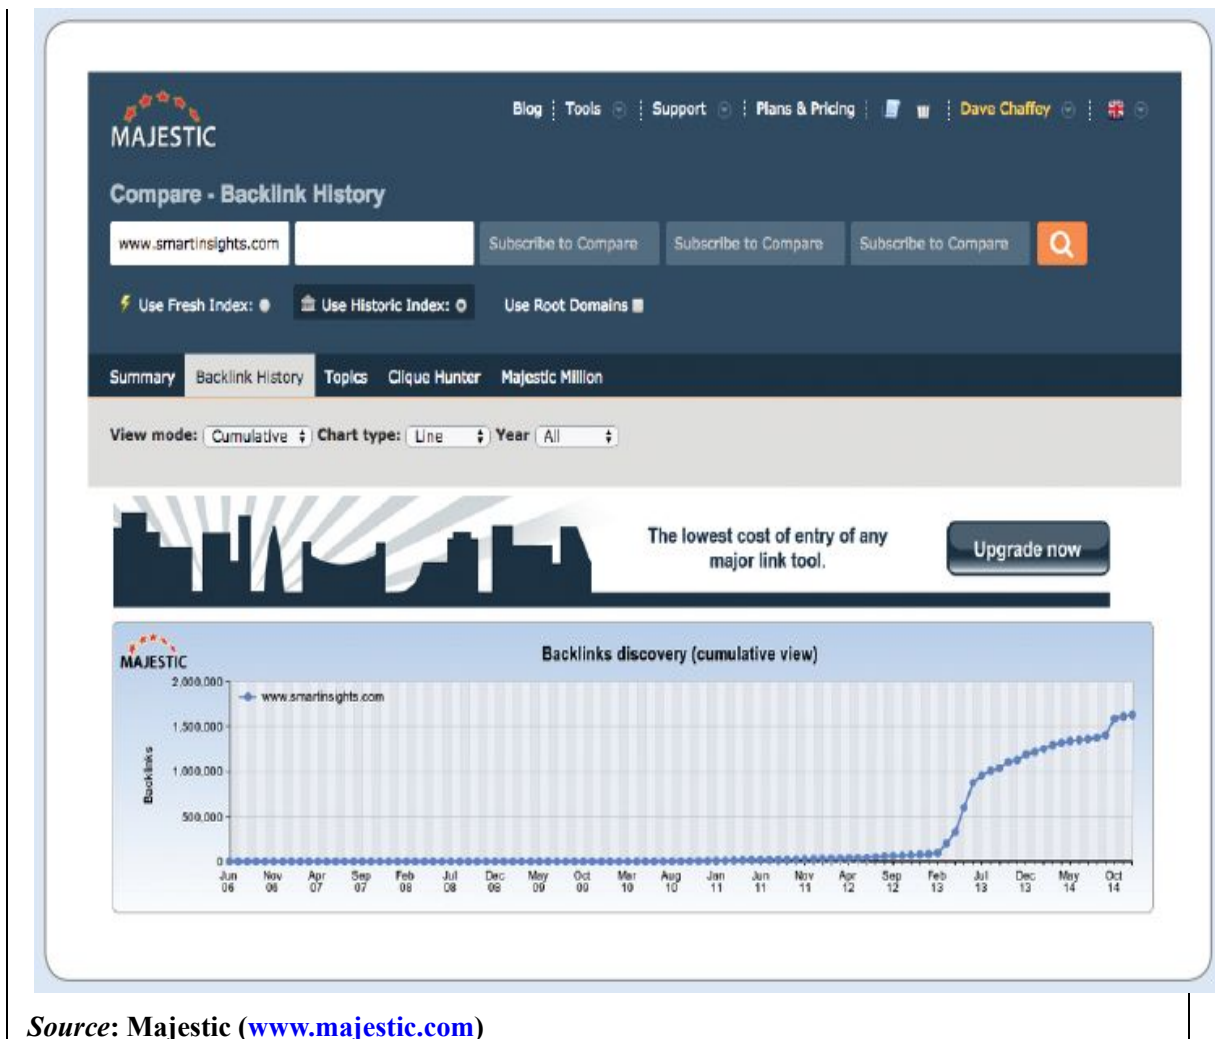 MAJESTIC
Blog Tools Support Plans & Pricing Dave Chaffey
Compare - Backlink History
www.smartinsights.com Subscribe to Compare Subscribe to Compare Subscribe to Compare
Use Fresh Index: Use Historic Index: Use Root Domains
Summary Backlink History Topics Clique Hunter Majestic Million
View mode: Cumulative Chart type: Line Year All
The lowest cost of entry of any
major link tool.
Upgrade now
MAJESTIC
Backlinks discovery (cumulative view)
www.smartinsights.com
Backlinks
2,000,000
1,500,000
1,000,000
500,000
0
Jun Nov Apr Sep Feb Jul Dec May Oct Mar Aug Jan Jun Nov Apr Sep Feb Jul Dec May Oct
06 06 07 07 08 08 08 09 09 10 10 11 11 11 12 12 13 13 13 14 14
Source: Majestic (www.majestic.com)